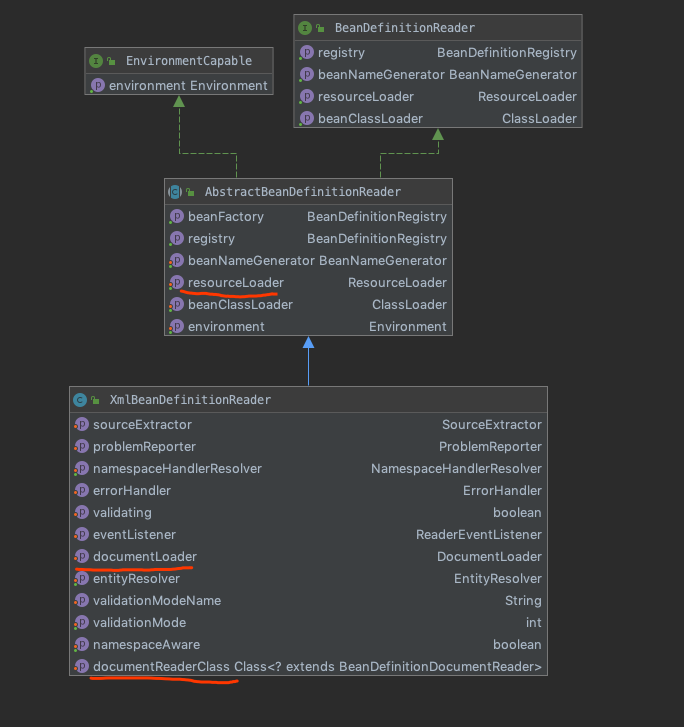 BeanDefinitionReader
registry BeanDefinitionRegistry
beanNameGenerator BeanNameGenerator
resourceLoader ResourceLoader
beanClassLoader ClassLoader
EnvironmentCapable
environment Environment
AbstractBeanDefinitionReader
beanFactory BeanDefinitionRegistry
registry BeanDefinitionRegistry
beanNameGenerator BeanNameGenerator
resourceLoader ResourceLoader
beanClassLoader ClassLoader
environment Environment
XmlBeanDefinitionReader
sourceExtractor SourceExtractor
problemReporter ProblemReporter
namespaceHandlerResolver NamespaceHandlerResolver
errorHandler ErrorHandler
validating boolean
eventListener ReaderEventListener
documentLoader DocumentLoader
entityResolver EntityResolver
validationModeName String
validationMode int
namespaceAware boolean
documentReaderClass Class<? extends BeanDefinitionDocumentReader>